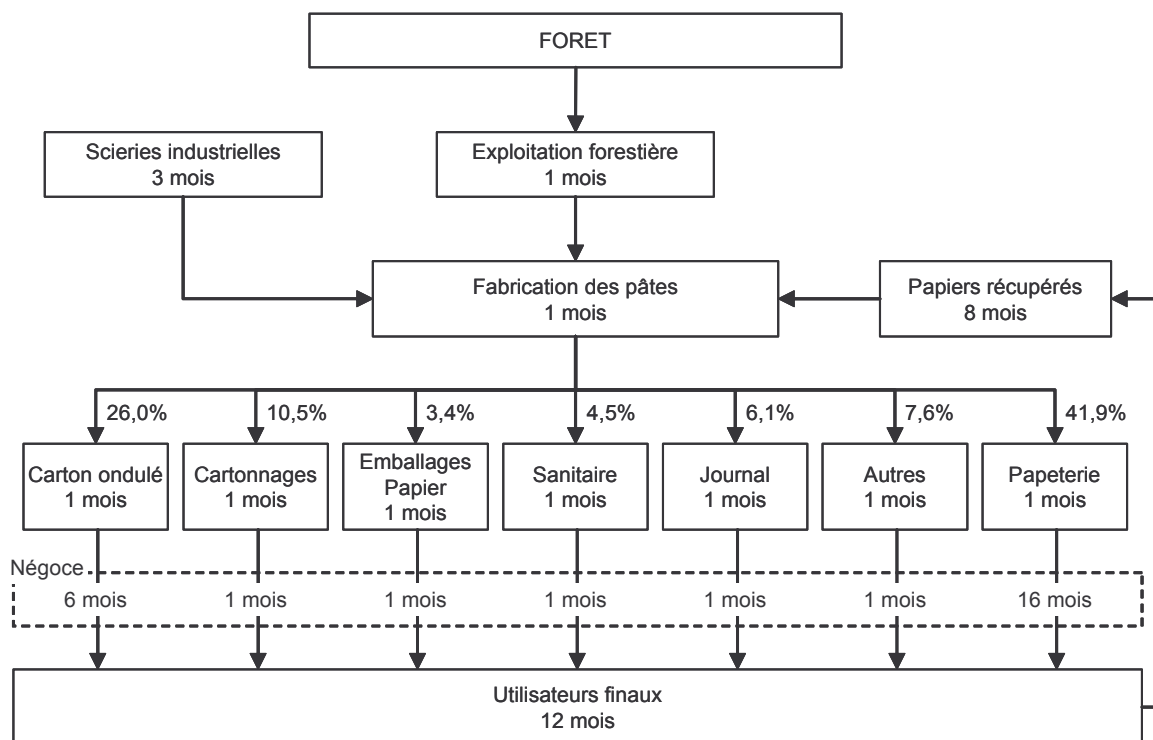 FORET
Scieries industrielles
3 mois
Exploitation forestière
1 mois
Fabrication des pâtes
1 mois
Papiers récupérés
8 mois
26,0%
10,5%
3,4%
4,5%
6,1%
7,6%
41,9%
Carton ondulé
1 mois
Cartonnages
1 mois
Emballages
Papier
1 mois
Sanitaire
1 mois
Journal
1 mois
Autres
1 mois
Papeterie
1 mois
Négoce
6 mois
1 mois
1 mois
1 mois
1 mois
1 mois
16 mois
Utilisateurs finaux
12 mois